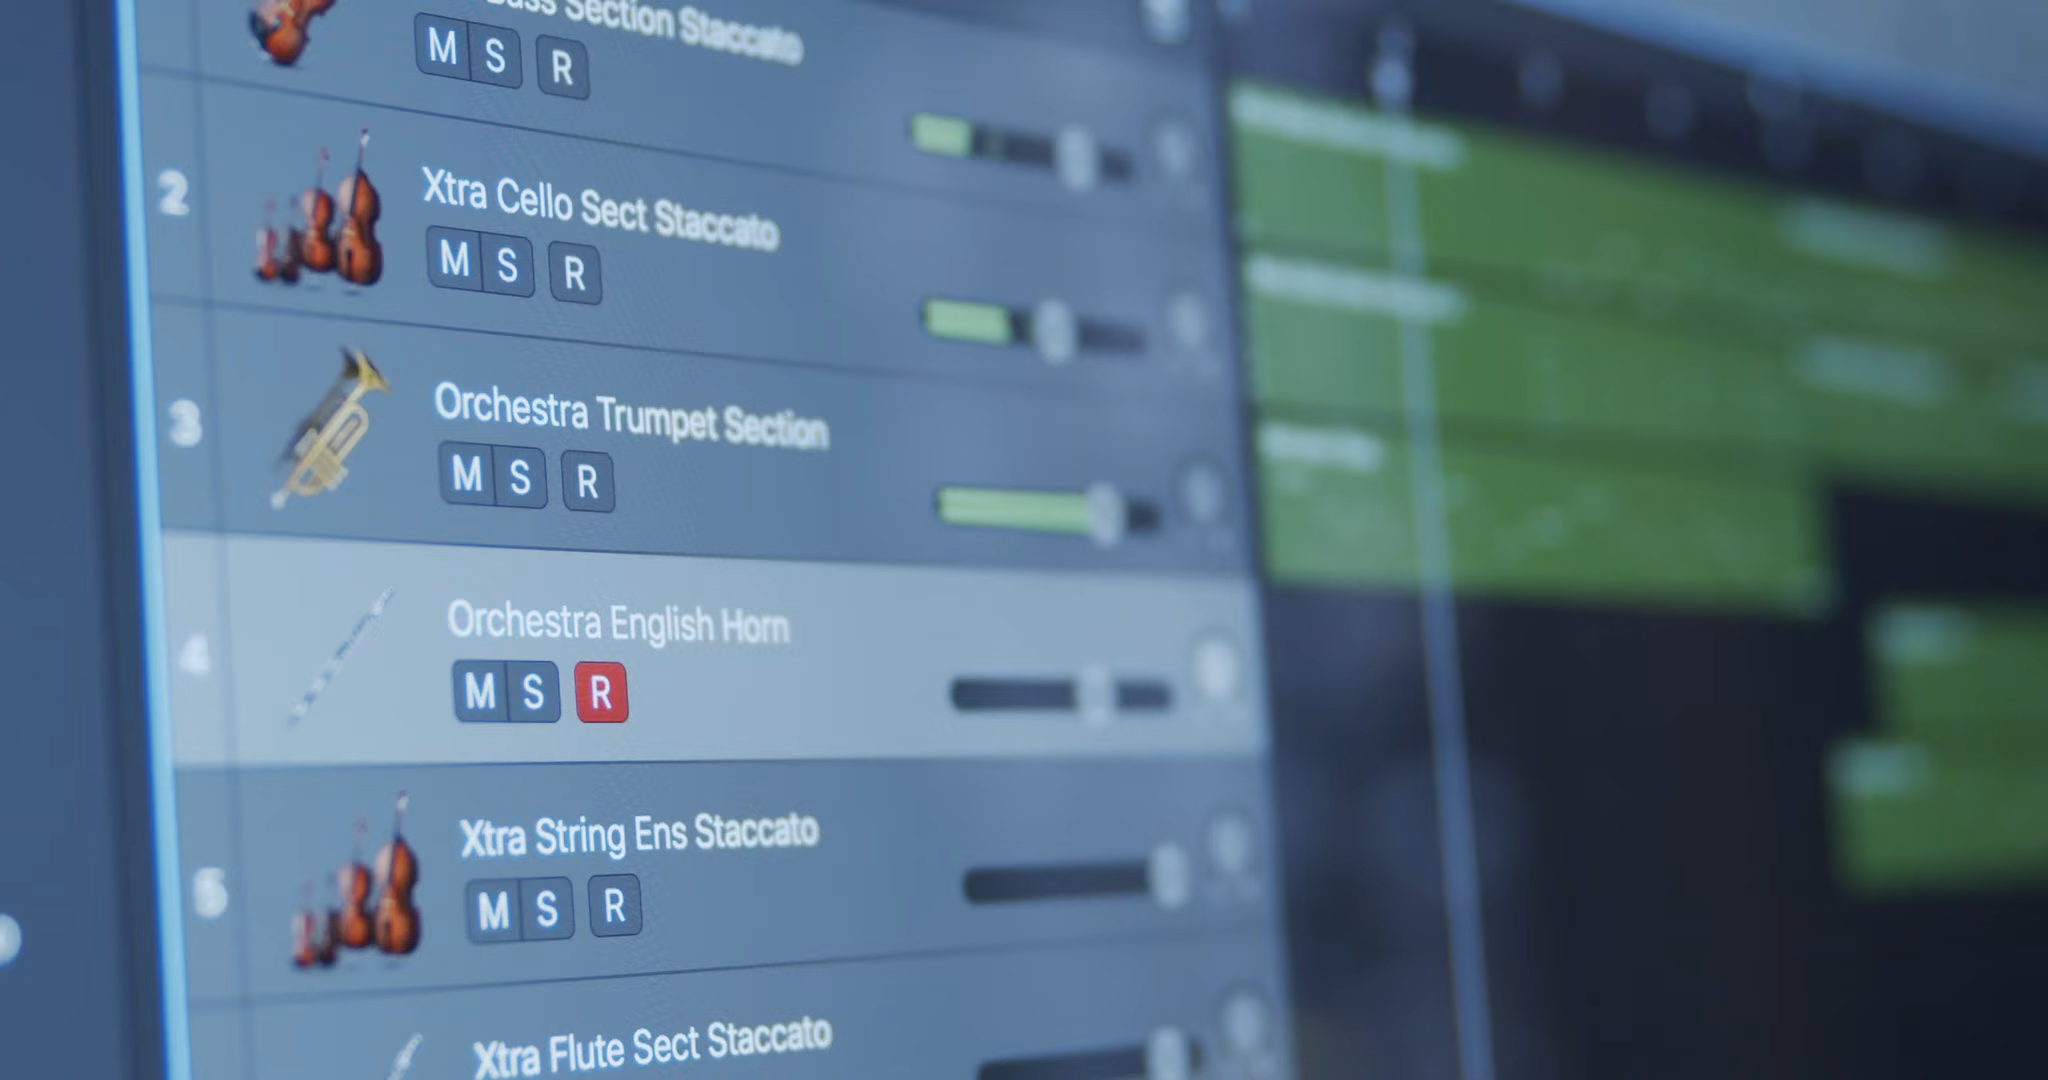 Bass Section Staccato
M S R
2
Xtra Cello Sect Staccato
M S R
3
Orchestra Trumpet Section
M S R
4
Orchestra English Horn
M S R
5
Xtra String Ens Staccato
M S R
Xtra Flute Sect Staccato